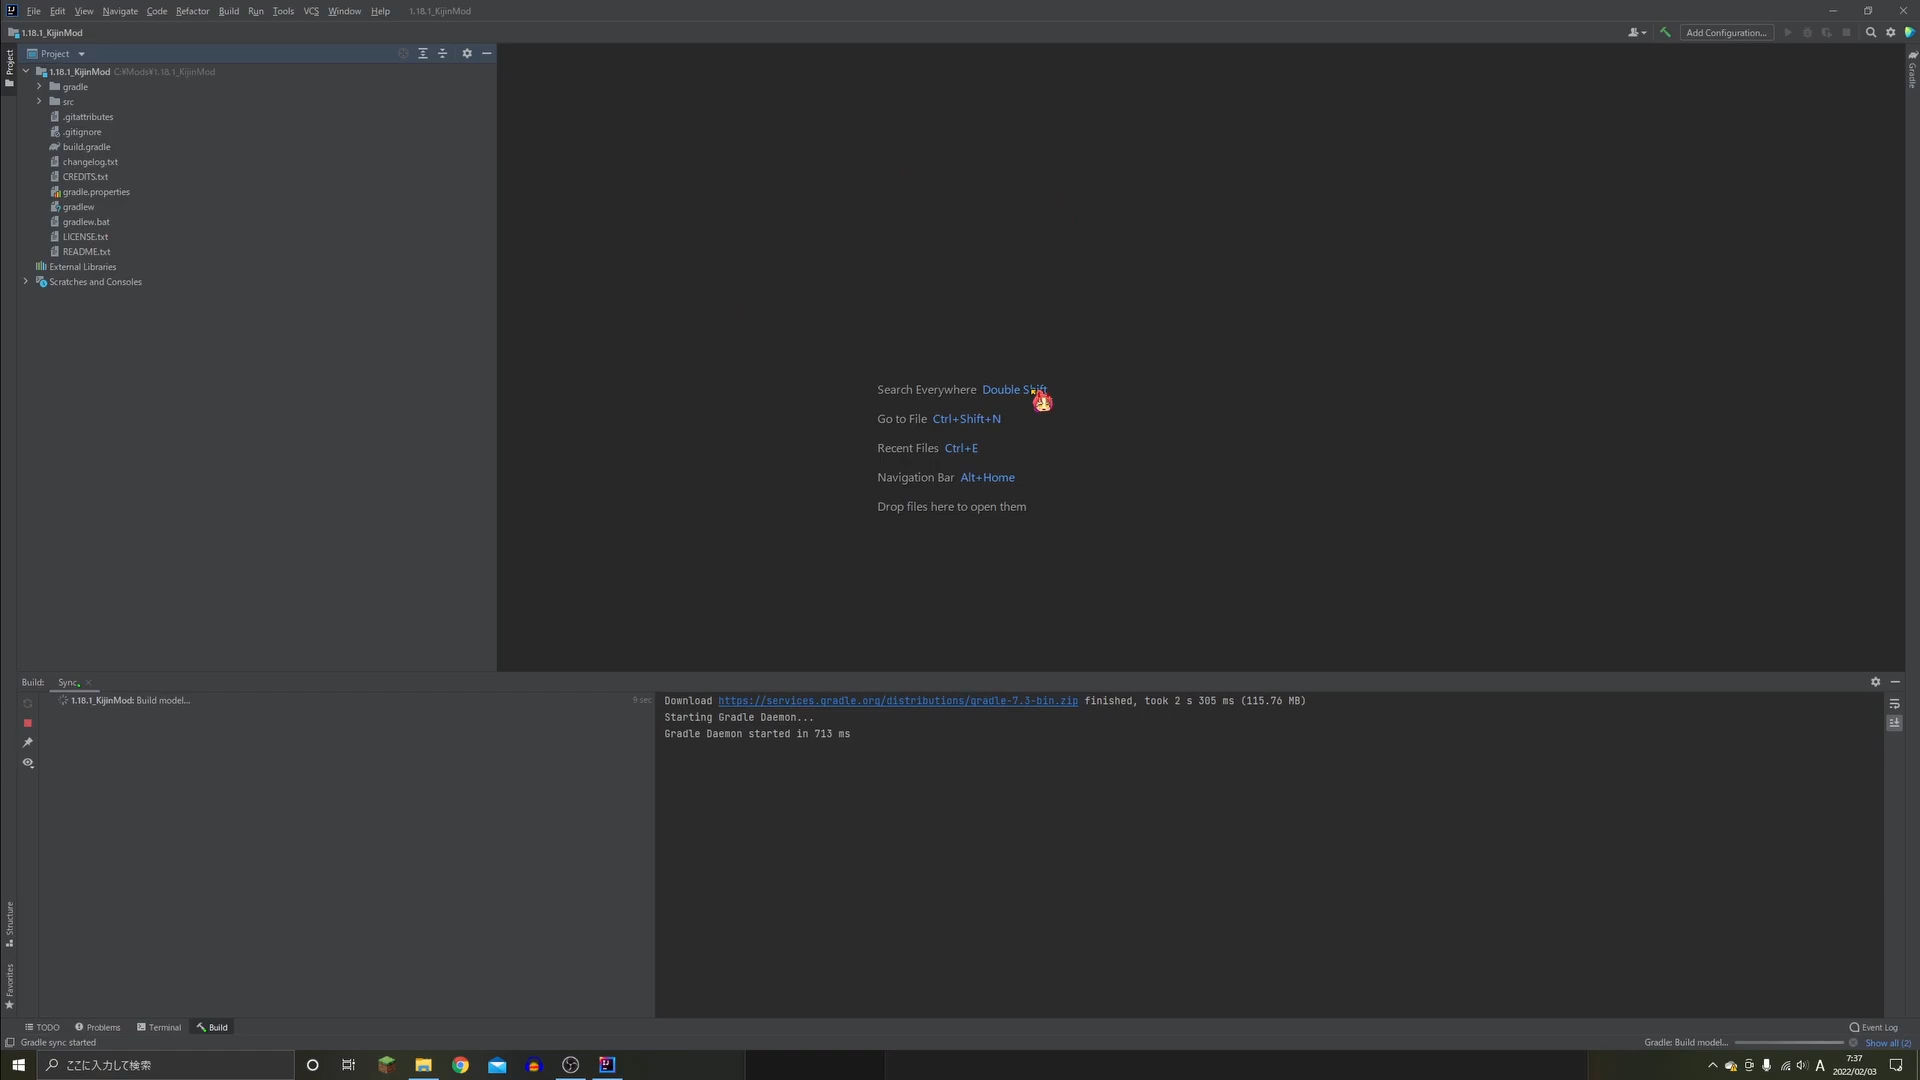 File Edit View Navigate Code Refactor Build Run Tools VCS Window Help 1.18.1_KijinMod
1.18.1_KijinMod
Add Configuration...
Project
Project
Gradle
1.18.1_KijinMod C:¥Mods¥1.18.1_KijinMod
gradle
src
.gitattributes
.gitignore
build.gradle
changelog.txt
CREDITS.txt
gradle.properties
gradlew
gradlew.bat
LICENSE.txt
README.txt
External Libraries
Scratches and Consoles
Search Everywhere Double Shift
Go to File Ctrl+Shift+N
Recent Files Ctrl+E
Navigation Bar Alt+Home
Drop files here to open them
Build: Sync
1.18.1_KijinMod: Build model... 9 sec
Download https://services.gradle.org/distributions/gradle-7.3-bin.zip finished, took 2 s 305 ms (115.76 MB)
Starting Gradle Daemon...
Gradle Daemon started in 713 ms
Structure
Favorites
TODO Problems Terminal Build Event Log
Gradle sync started Gradle: Build model... Show all (2)
ここに入力して検索
A
7:37
2022/02/03